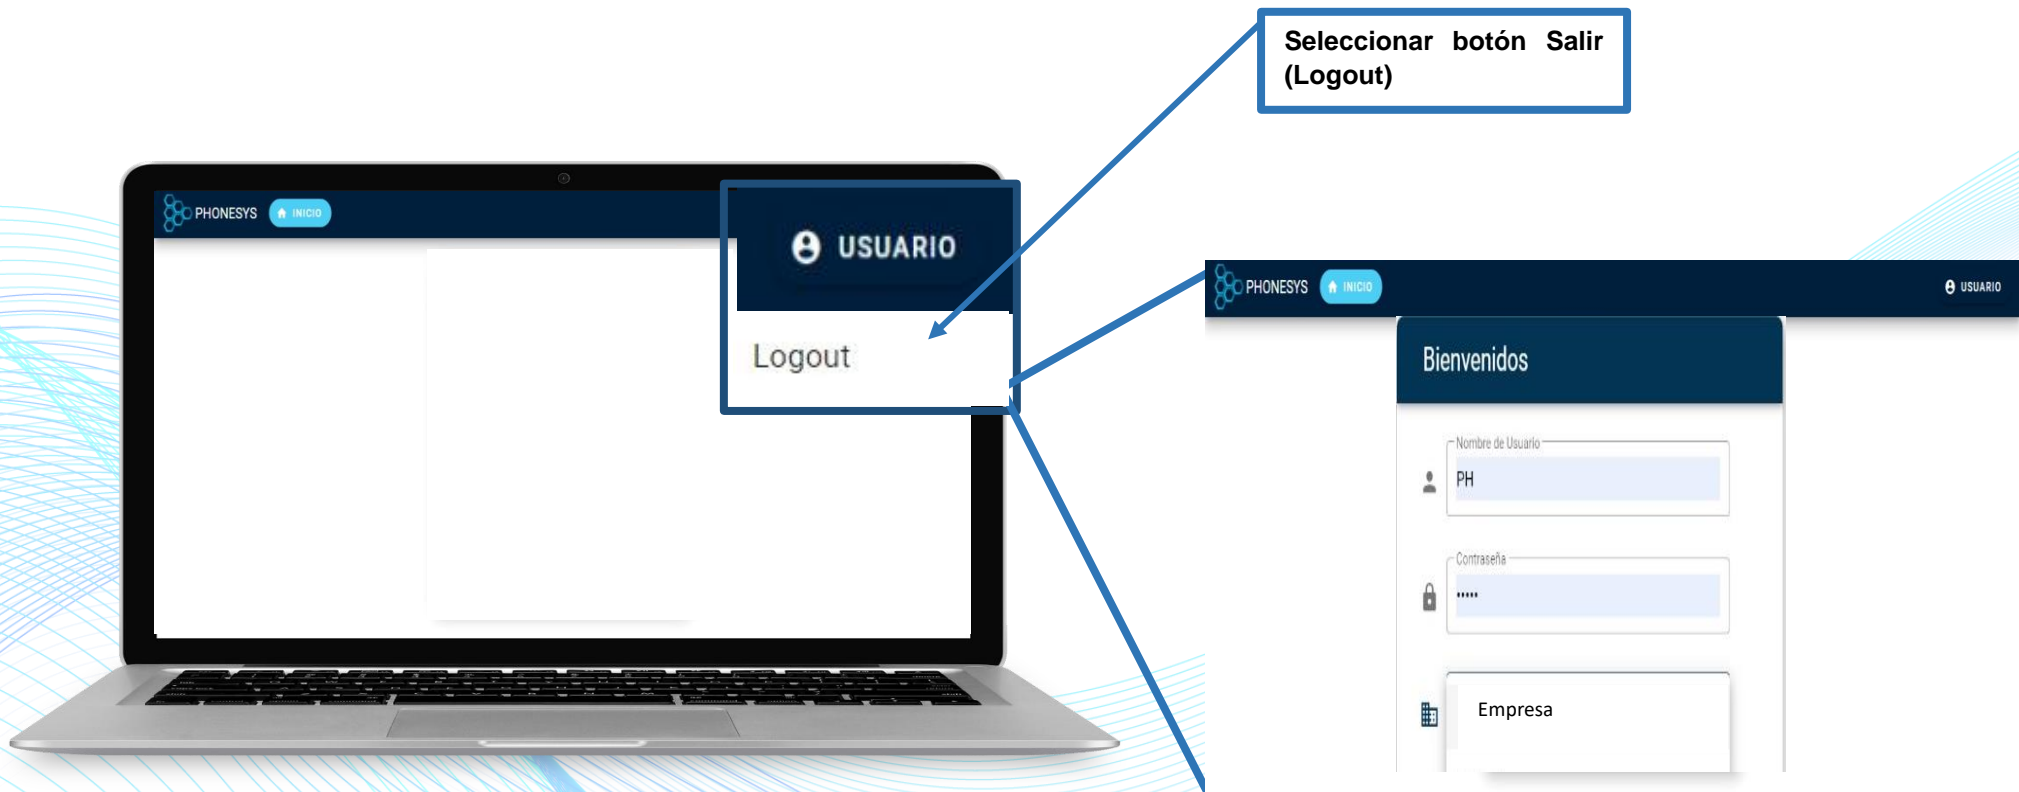 Seleccionar botón Salir
(Logout)
PHONESYS INICIO
USUARIO
Logout
PHONESYS INICIO USUARIO
Bienvenidos
Nombre de Usuario
PH
Contraseña
•••••
Empresa